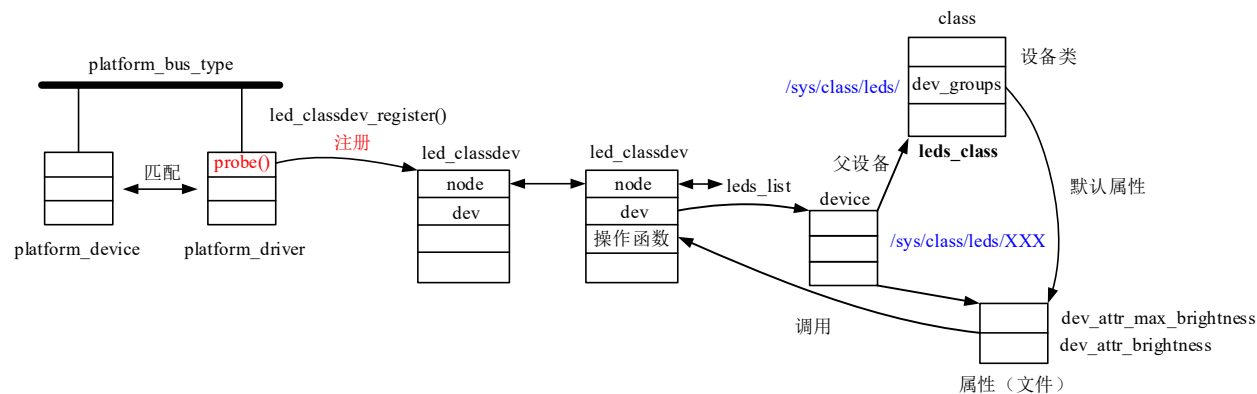 class
设备类
platform_bus_type
/sys/class/leds/
dev_groups
led_classdev_register()
注册
probe()
led_classdev
led_classdev
leds_class
匹配
父设备
node
node
leds_list
device
默认属性
dev
dev
platform_device
platform_driver
操作函数
/sys/class/leds/XXX
调用
dev_attr_max_brightness
dev_attr_brightness
属性（文件）